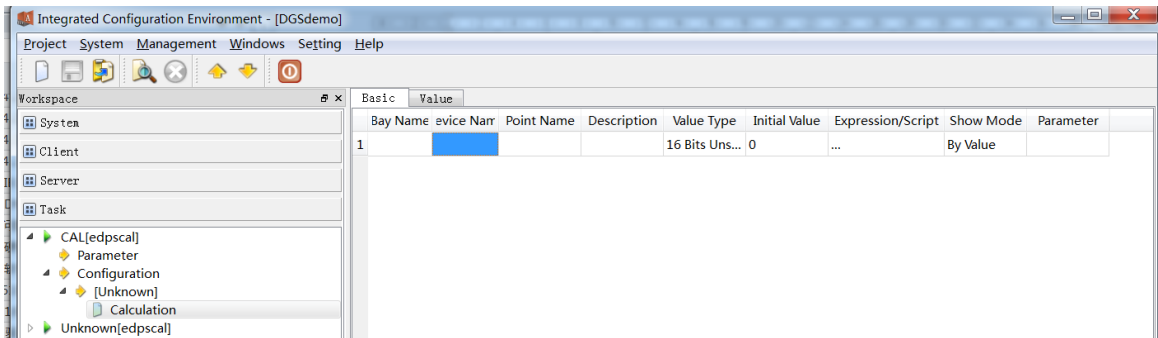 Integrated Configuration Environment - [DGSdemo]
Project System Management Windows Setting Help
Workspace
Basic Value
System
Client
Server
Task
CAL[edpscal]
Parameter
Configuration
[Unknown]
Calculation
Unknown[edpscal]
Bay Name evice Nam Point Name Description Value Type Initial Value Expression/Script Show Mode Parameter
1 16 Bits Uns... 0 ... By Value